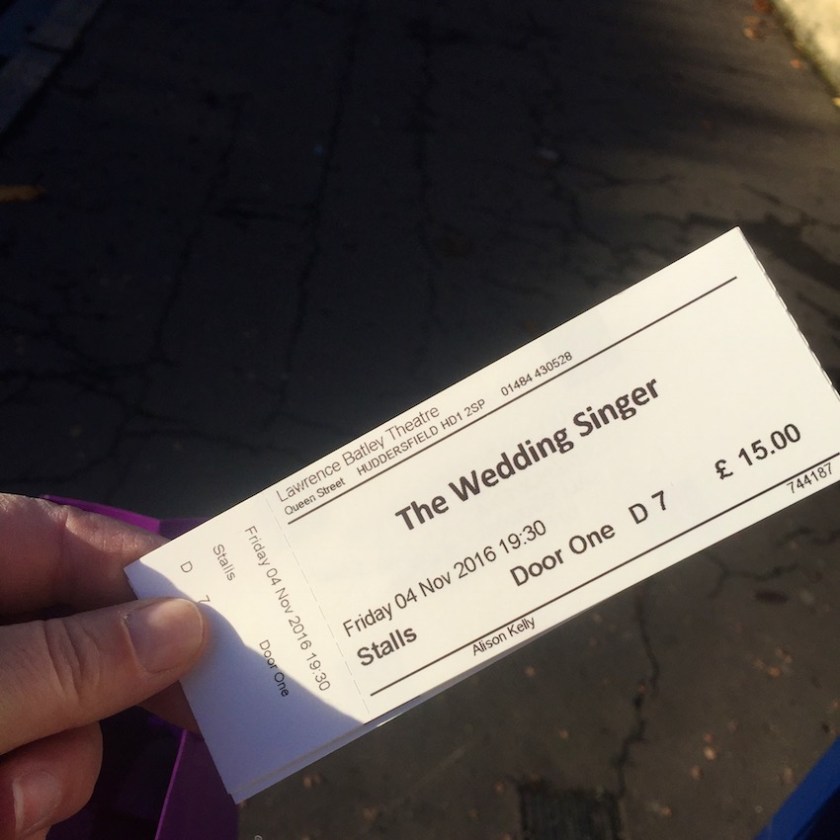 Lawrence Batley Theatre
Queen Street HUDDERSFIELD HD1 2SP 01484 430528
The Wedding Singer
£ 15.00
Friday 04 Nov 2016 19:30
Door One D 7
Stalls
744187
Alison Kelly
Friday 04 Nov 2016 19:30
Stalls Door One
D 7